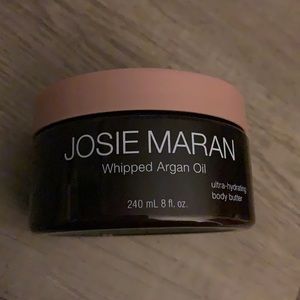 JOSIE MARAN
Whipped Argan Oil
ultra-hydrating
body butter
240 mL 8 fl. oz.